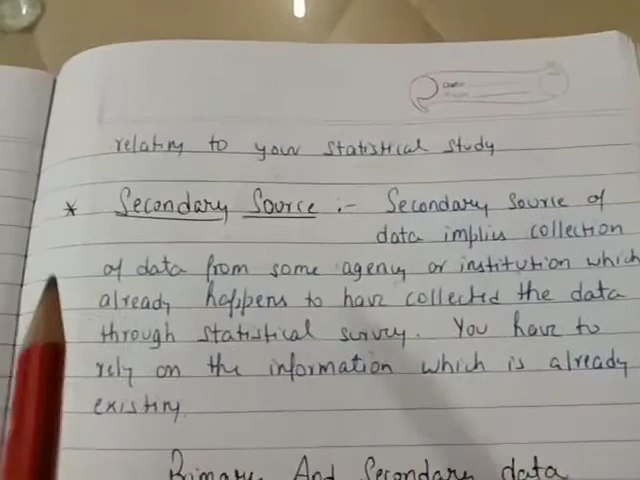 relating to your statistical study
* Secondary Source :- Secondary source of
data implies collection
of data from some agency or institution which
already happens to have collected the data
through statistical survey. You have to
rely on the information which is already
existing
Primary And Secondary data